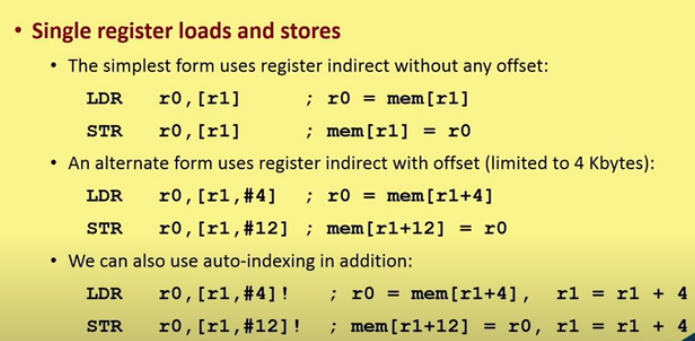 • Single register loads and stores
• The simplest form uses register indirect without any offset:
LDR r0,[r1] ; r0 = mem[r1]
STR r0,[r1] ; mem[r1] = r0
• An alternate form uses register indirect with offset (limited to 4 Kbytes):
LDR r0,[r1,#4] ; r0 = mem[r1+4]
STR r0,[r1,#12] ; mem[r1+12] = r0
• We can also use auto-indexing in addition:
LDR r0,[r1,#4]! ; r0 = mem[r1+4], r1 = r1 + 4
STR r0,[r1,#12]! ; mem[r1+12] = r0, r1 = r1 + 4